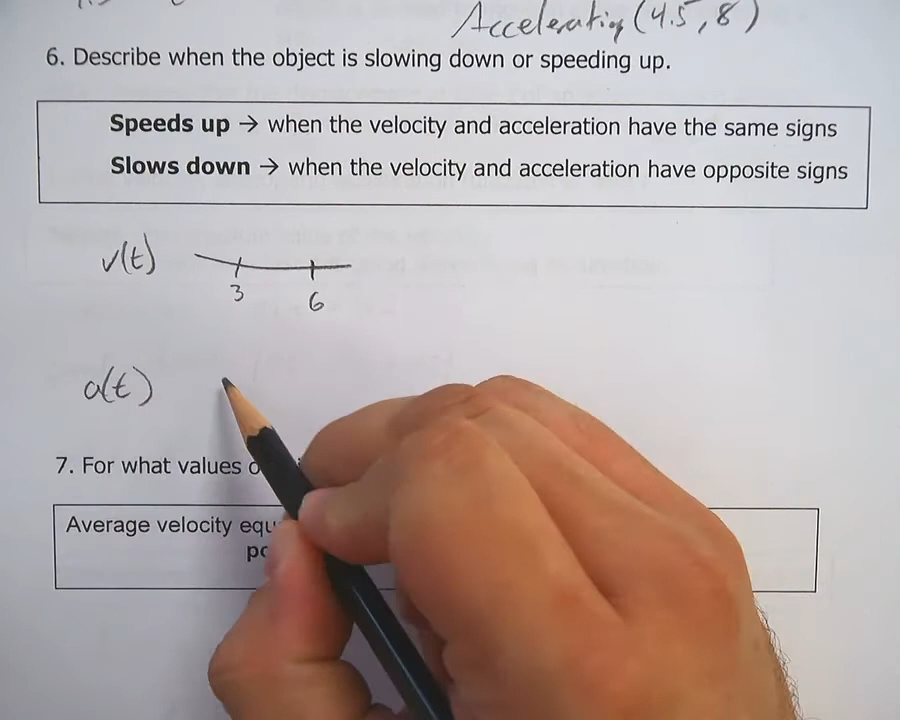 Accelerating (4.5, 8)
6. Describe when the object is slowing down or speeding up.
Speeds up → when the velocity and acceleration have the same signs
Slows down → when the velocity and acceleration have opposite signs
v(t)
3
6
a(t)
7. For what values
Average velocity